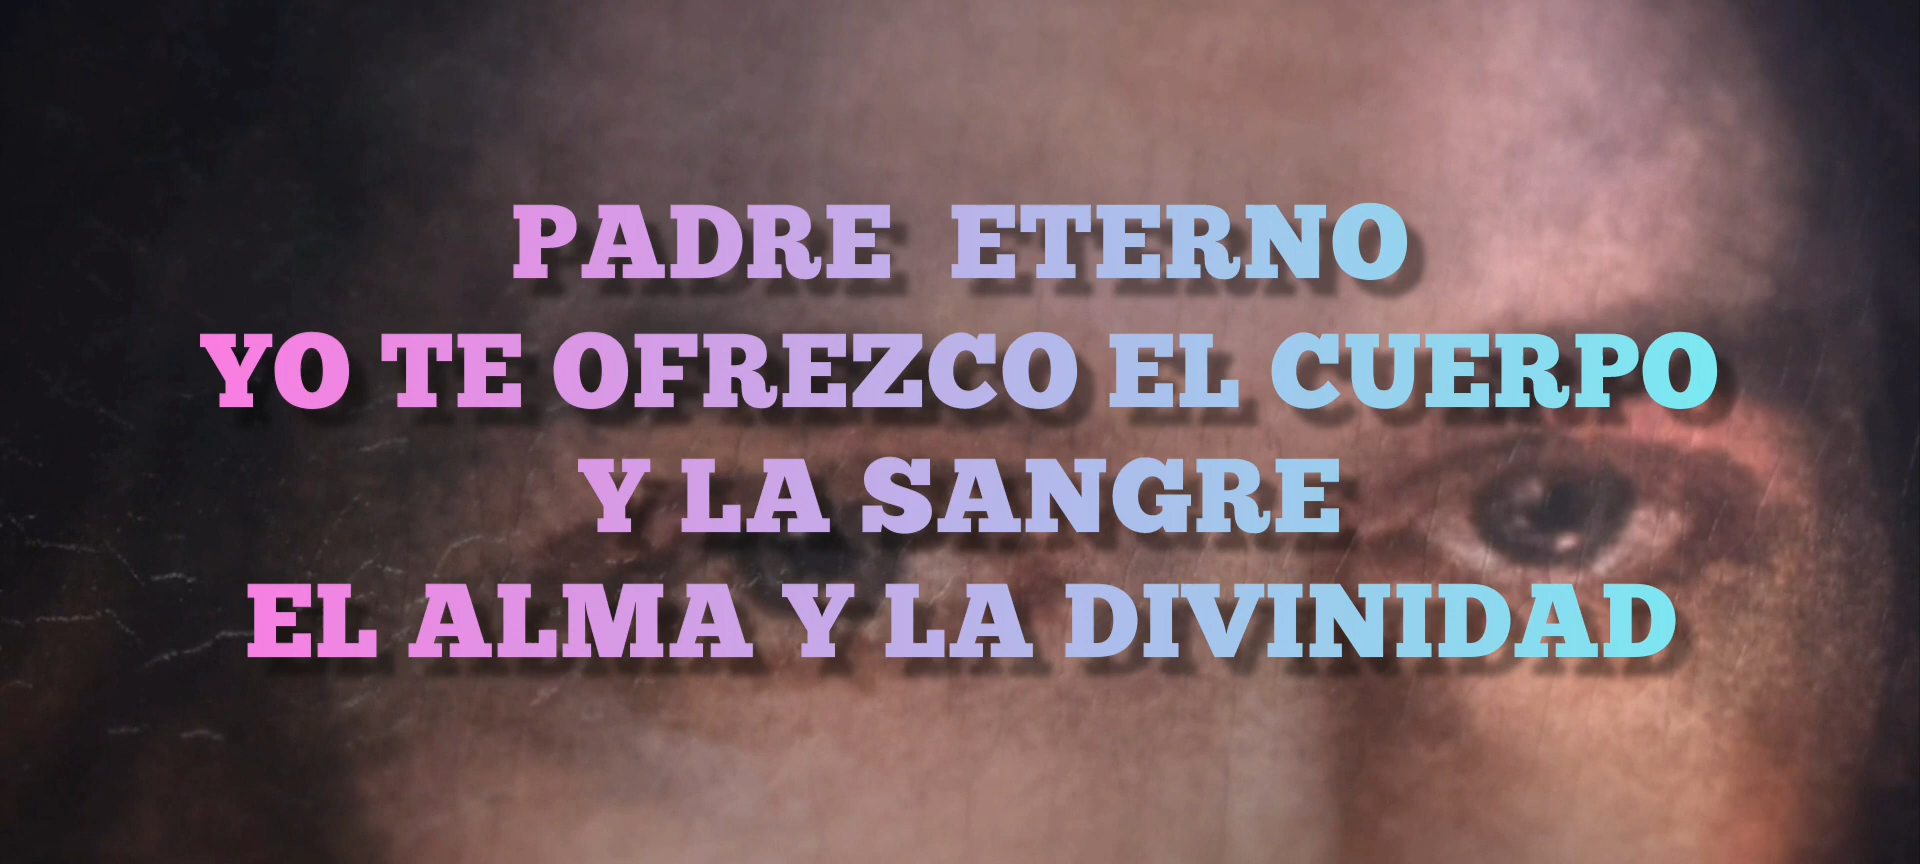 PADRE ETERNO
YO TE OFREZCO EL CUERPO
Y LA SANGRE
EL ALMA Y LA DIVINIDAD